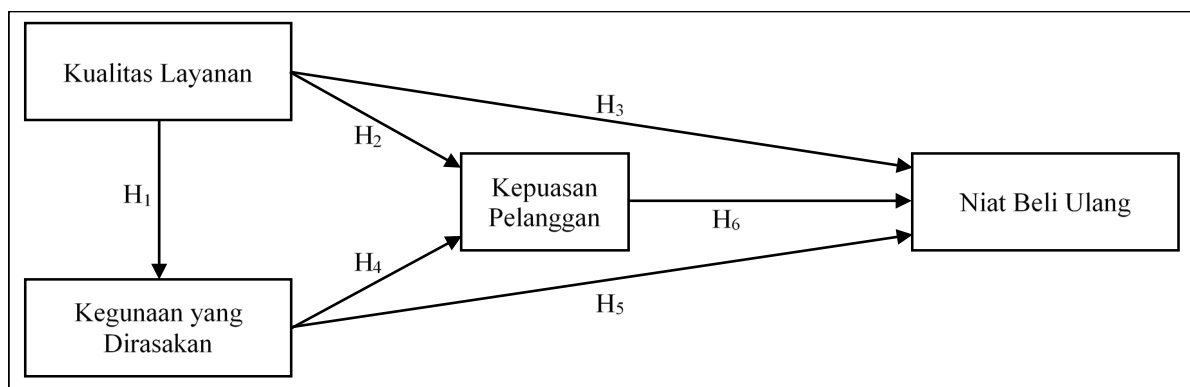 Kualitas Layanan
H₃
H₂
H₁
Kepuasan
Pelanggan
H₆
Niat Beli Ulang
H₄
H₅
Kegunaan yang
Dirasakan